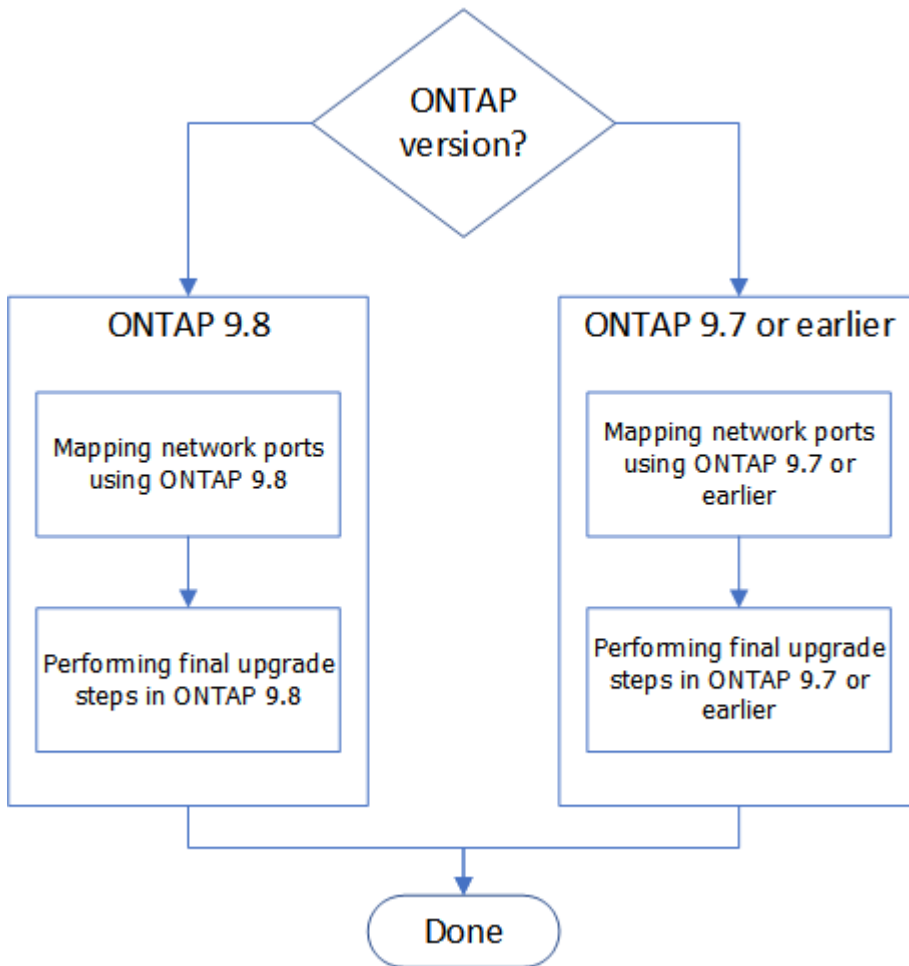 ONTAP
version?
ONTAP 9.8
Mapping network ports
using ONTAP 9.8
Performing final upgrade
steps in ONTAP 9.8
ONTAP 9.7 or earlier
Mapping network ports
using ONTAP 9.7 or
earlier
Performing final upgrade
steps in ONTAP 9.7 or
earlier
Done